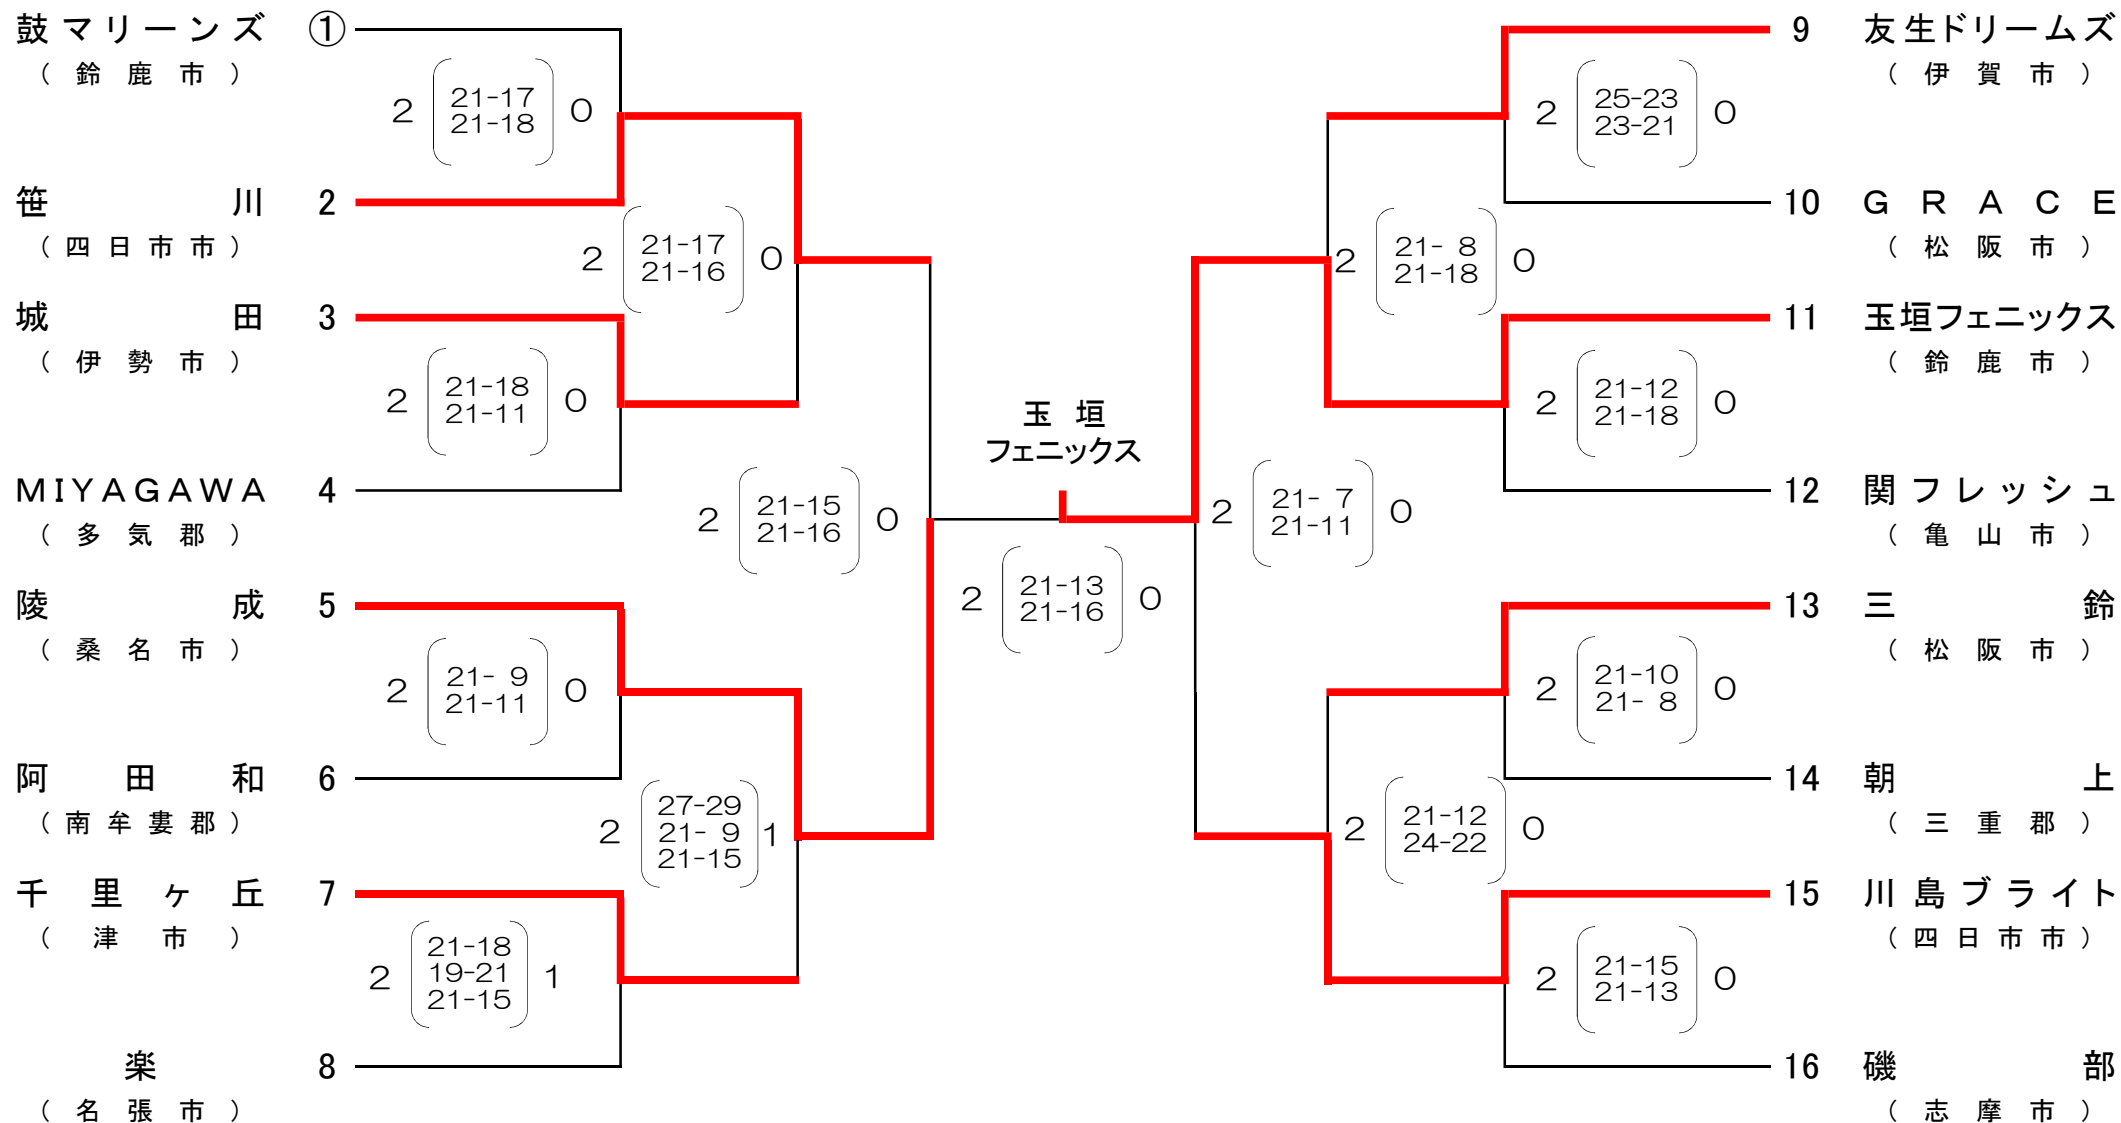 鼓マリーンズ ①
（鈴鹿市）
2 21-17 0
21-18
笹川 2
（四日市市）
2 21-17 0
21-16
城田 3
（伊勢市）
2 21-18 0
21-11
MIYAGAWA 4
（多気郡）
2 21-15 0
21-16
陵成 5
（桑名市）
2 21- 9 0
21-11
阿田和 6
（南牟婁郡）
2 27-29
21- 9 1
21-15
千里ヶ丘 7
（津市）
2 21-18 1
19-21
21-15
楽 8
（名張市）
玉垣
フェニックス
2 21-13 0
21-16
9 友生ドリームズ
（伊賀市）
2 25-23 0
23-21
10 GRACE
（松阪市）
2 21- 8 0
21-18
11 玉垣フェニックス
（鈴鹿市）
2 21-12 0
21-18
12 関フレッシュ
（亀山市）
2 21- 7 0
21-11
13 三鈴
（松阪市）
2 21-10 0
21- 8
14 朝上
（三重郡）
2 21-12 0
24-22
15 川島ブライト
（四日市市）
2 21-15 0
21-13
16 磯部
（志摩市）